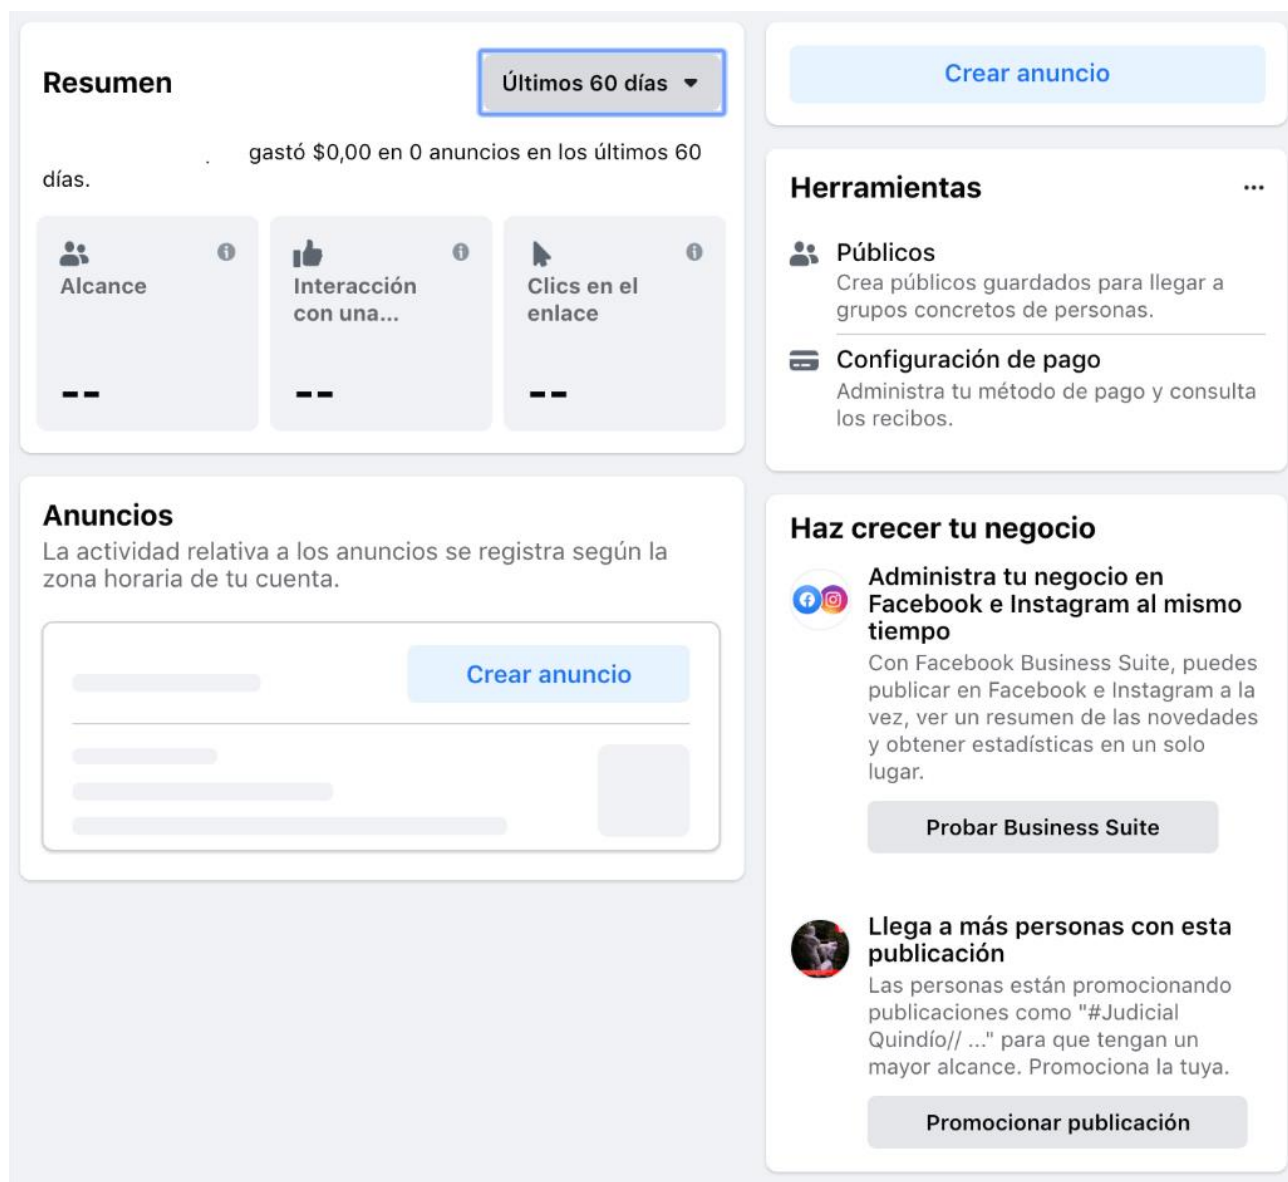 Resumen
Últimos 60 días
gastó $0,00 en 0 anuncios en los últimos 60
días.
Alcance
--
Interacción
con una...
--
Clics en el
enlace
--
Anuncios
La actividad relativa a los anuncios se registra según la
zona horaria de tu cuenta.
Crear anuncio
Crear anuncio
Herramientas
Públicos
Crea públicos guardados para llegar a
grupos concretos de personas.
Configuración de pago
Administra tu método de pago y consulta
los recibos.
Haz crecer tu negocio
Administra tu negocio en
Facebook e Instagram al mismo
tiempo
Con Facebook Business Suite, puedes
publicar en Facebook e Instagram a la
vez, ver un resumen de las novedades
y obtener estadísticas en un solo
lugar.
Probar Business Suite
Llega a más personas con esta
publicación
Las personas están promocionando
publicaciones como "#Judicial
Quindío// ..." para que tengan un
mayor alcance. Promociona la tuya.
Promocionar publicación